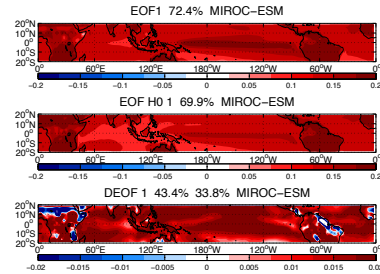 EOF1 72.4% MIROC−ESM
20°N
10°N
0°
10°S
20°S
0° 60°E 120°E 180°W 120°W 60°W 0°
−0.2 −0.15 −0.1 −0.05 0 0.05 0.1 0.15 0.2
EOF H0 1 69.9% MIROC−ESM
20°N
10°N
0°
10°S
20°S
0° 60°E 120°E 180°W 120°W 60°W 0°
−0.2 −0.15 −0.1 −0.05 0 0.05 0.1 0.15 0.2
DEOF 1 43.4% 33.8% MIROC−ESM
20°N
10°N
0°
10°S
20°S
0° 60°E 120°E 180°W 120°W 60°W 0°
−0.02 −0.015 −0.01 −0.005 0 0.005 0.01 0.015 0.02